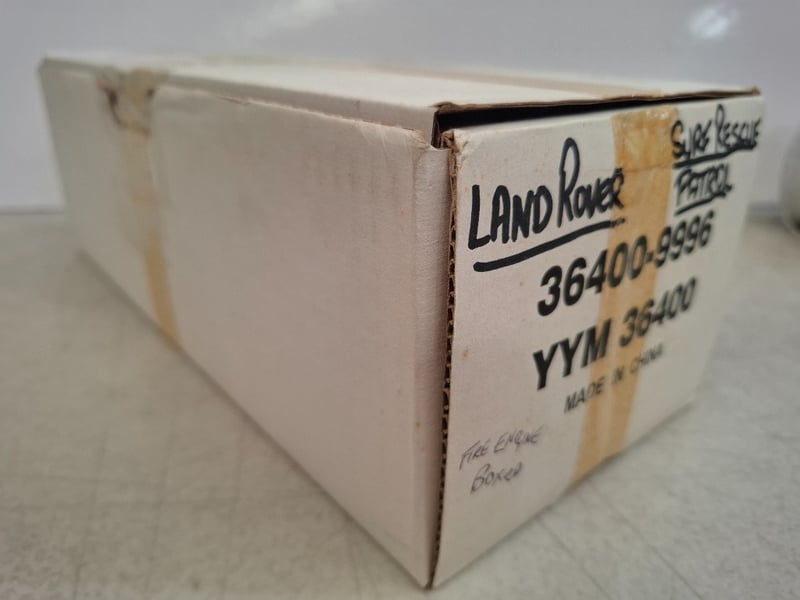 LAND ROVER
SURF RESCUE
PATROL
36400-9996
YYM 36400
MADE IN CHINA
FIRE ENGINE
BOXED